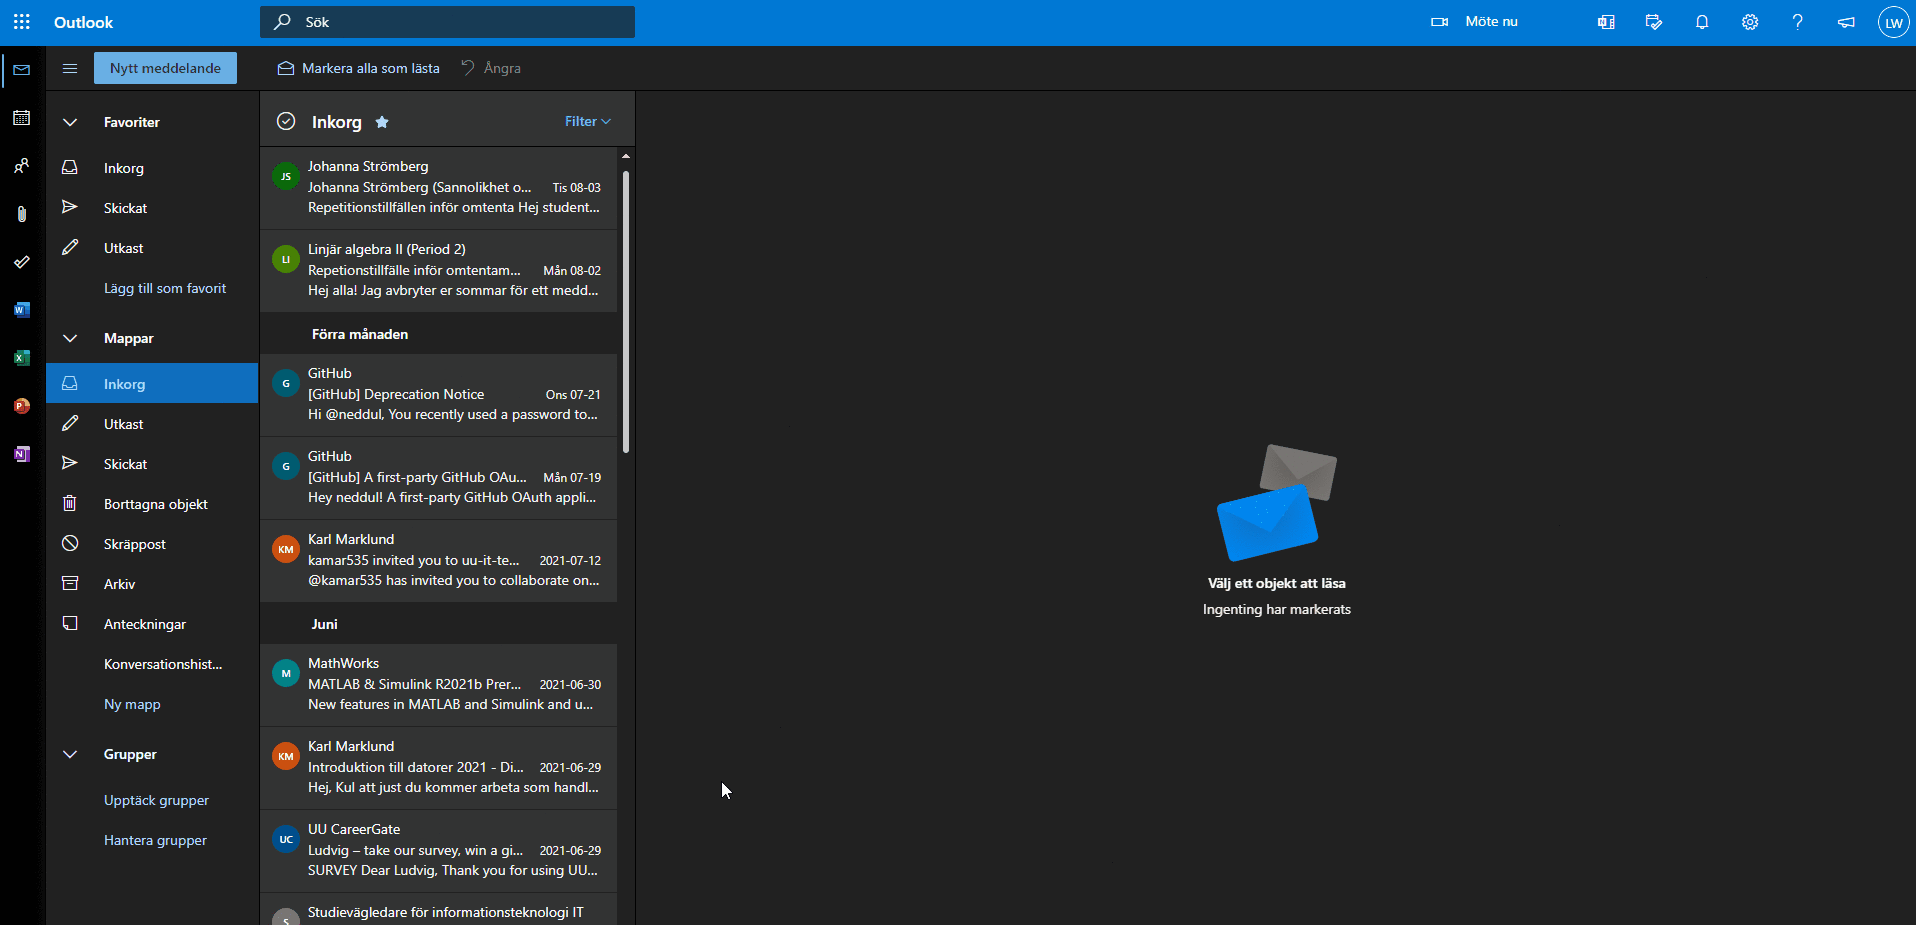 Outlook
Sök
Möte nu
LW
Nytt meddelande
Markera alla som lästa
Ångra
Favoriter
Inkorg
Skickat
Utkast
Lägg till som favorit
Mappar
Inkorg
Utkast
Skickat
Borttagna objekt
Skräppost
Arkiv
Anteckningar
Konversationshist...
Ny mapp
Grupper
Upptäck grupper
Hantera grupper
Inkorg
Filter
JS
Johanna Strömberg
Johanna Strömberg (Sannolikhet o... Tis 08-03
Repetitionstillfällen inför omtenta Hej student...
LI
Linjär algebra II (Period 2)
Repetionstillfälle inför omtentam... Mån 08-02
Hej alla! Jag avbryter er sommar för ett medd...
Förra månaden
G
GitHub
[GitHub] Deprecation Notice Ons 07-21
Hi @neddul, You recently used a password to...
G
GitHub
[GitHub] A first-party GitHub OAu... Mån 07-19
Hey neddul! A first-party GitHub OAuth appli...
KM
Karl Marklund
kamar535 invited you to uu-it-te... 2021-07-12
@kamar535 has invited you to collaborate on...
Juni
M
MathWorks
MATLAB & Simulink R2021b Prer... 2021-06-30
New features in MATLAB and Simulink and u...
KM
Karl Marklund
Introduktion till datorer 2021 - Di... 2021-06-29
Hej, Kul att just du kommer arbeta som handl...
UC
UU CareerGate
Ludvig – take our survey, win a gi... 2021-06-29
SURVEY Dear Ludvig, Thank you for using UU...
S
Studievägledare för informationsteknologi IT
Välj ett objekt att läsa
Ingenting har markerats